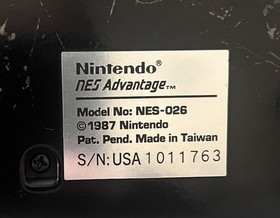 Nintendo®
NES Advantage™
Model No: NES-026
©1987 Nintendo
Pat. Pend. Made in Taiwan
S/N: USA 1011763